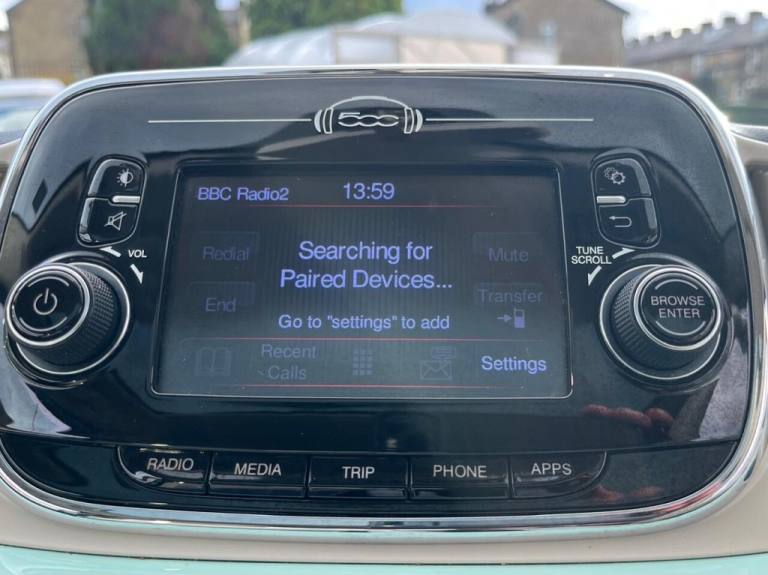 500
BBC Radio2
13:59
VOL
TUNE
SCROLL
Redial
Searching for
Paired Devices...
Mute
End
Transfer
Go to "settings" to add
BROWSE
ENTER
Recent
Calls
Settings
RADIO
MEDIA
TRIP
PHONE
APPS